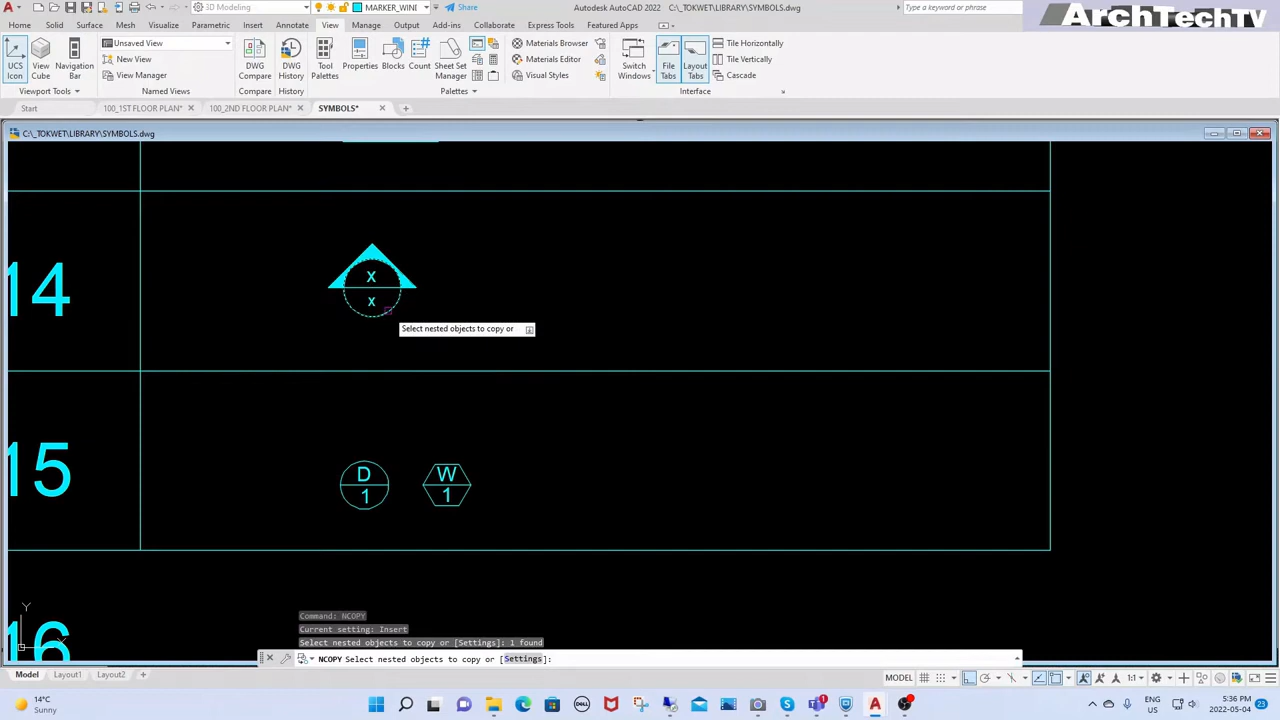 MARKER_WINI
Share
Autodesk AutoCAD 2022 C:\_TOKWET\LIBRARY\SYMBOLS.dwg
Type a keyword or phrase
ArchTechTV
3D Modeling
Home Solid Surface Mesh Visualize Parametric Insert Annotate View Manage Output Add-ins Collaborate Express Tools Featured Apps
Unsaved View
New View
View Manager
UCS Icon
View Cube
Navigation Bar
DWG Compare
DWG History
Tool Palettes
Properties
Blocks
Count
Sheet Set Manager
Materials Browser
Materials Editor
Visual Styles
Switch Windows
File Tabs
Layout Tabs
Tile Horizontally
Tile Vertically
Cascade
Viewport Tools
Named Views
Compare
History
Palettes
Interface
Start 100_1ST FLOOR PLAN* 100_2ND FLOOR PLAN* SYMBOLS*
C:\_TOKWET\LIBRARY\SYMBOLS.dwg
14
X
x
Select nested objects to copy or
15
D
1
W
1
16
Y
Command: NCOPY
Current setting: Insert
Select nested objects to copy or [Settings]: 1 found
NCOPY Select nested objects to copy or [Settings]:
Model Layout1 Layout2
MODEL
1:1
14°C
Sunny
ENG
US
5:36 PM
2022-05-04
23